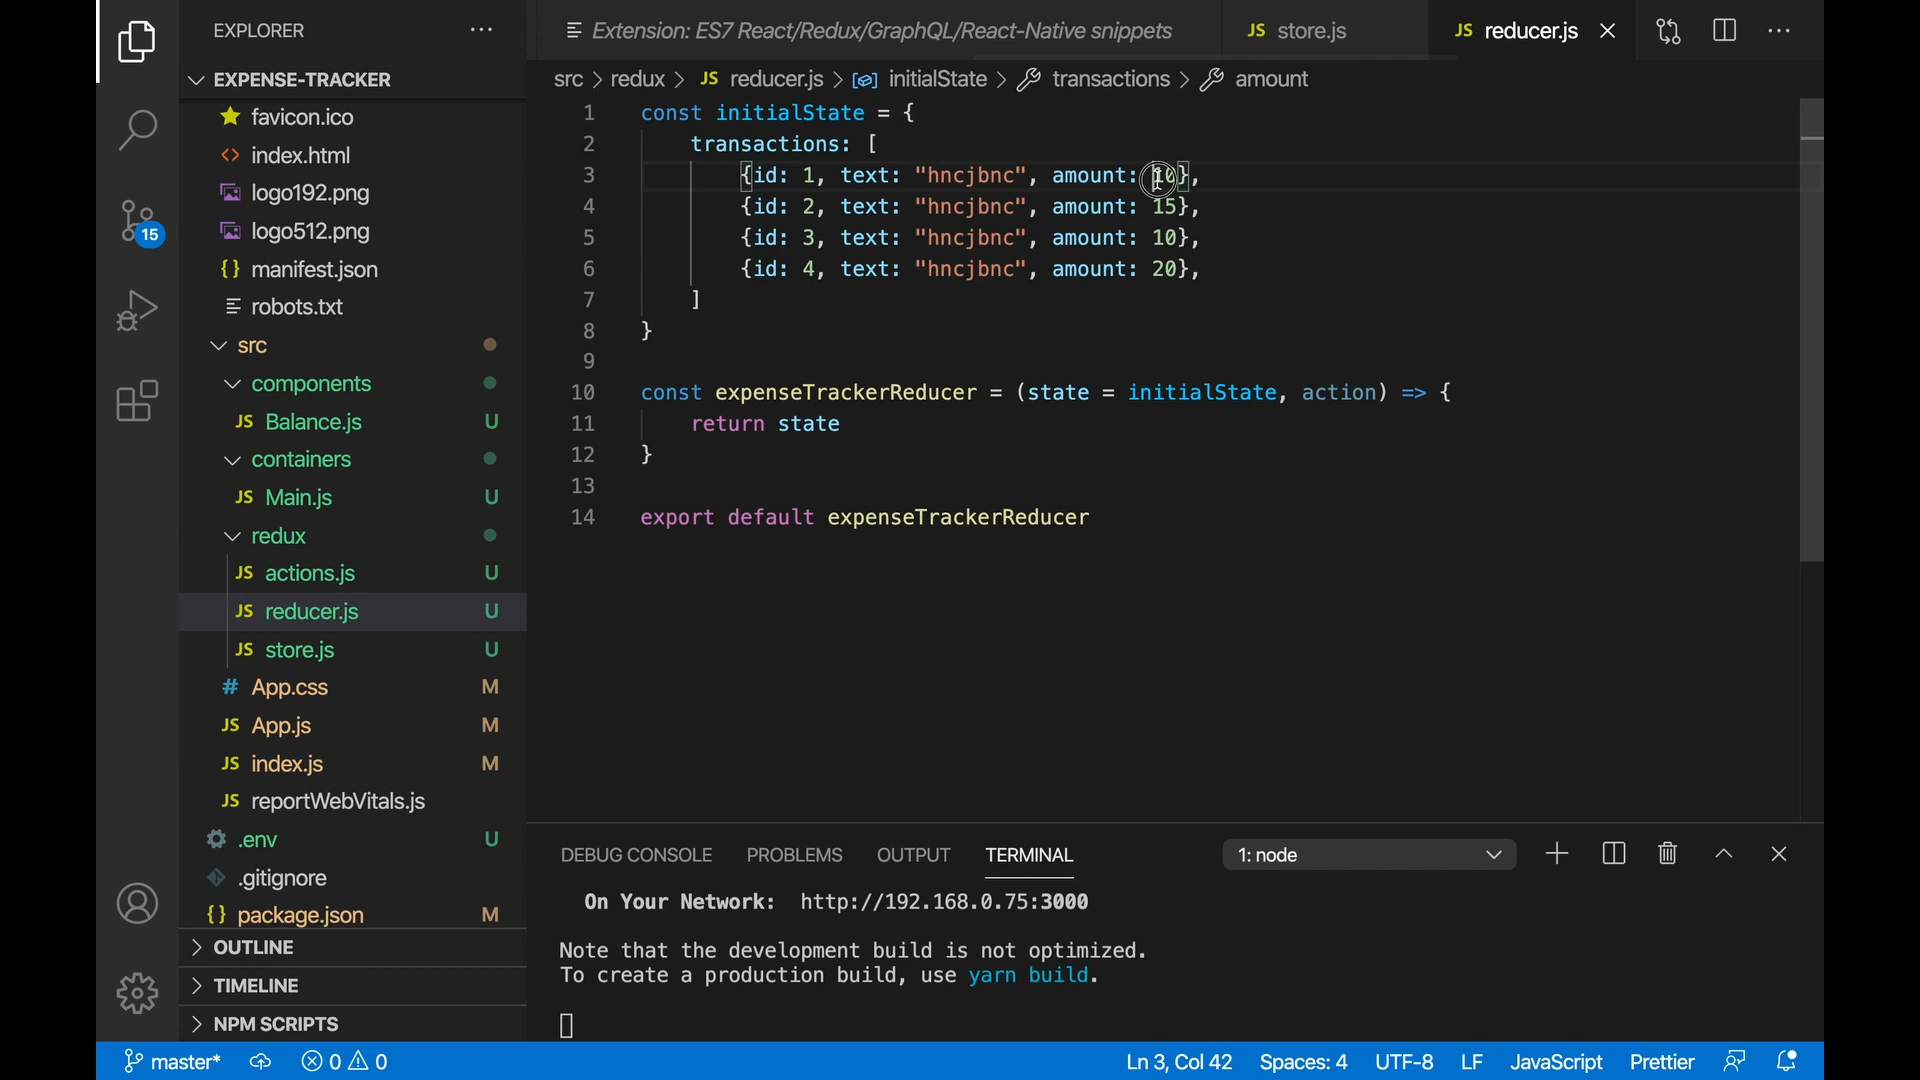 EXPLORER
EXPENSE-TRACKER
favicon.ico
index.html
logo192.png
logo512.png
manifest.json
robots.txt
src
components
JS Balance.js U
containers
JS Main.js U
redux
JS actions.js U
JS reducer.js U
JS store.js U
# App.css M
JS App.js M
JS index.js M
JS reportWebVitals.js
.env U
.gitignore
{} package.json M
OUTLINE
TIMELINE
NPM SCRIPTS
15
Extension: ES7 React/Redux/GraphQL/React-Native snippets
JS store.js
JS reducer.js
src > redux > JS reducer.js > initialState > transactions > amount
1 const initialState = {
2 transactions: [
3 {id: 1, text: "hncjbnc", amount: 10},
4 {id: 2, text: "hncjbnc", amount: 15},
5 {id: 3, text: "hncjbnc", amount: 10},
6 {id: 4, text: "hncjbnc", amount: 20},
7 ]
8 }
9
10 const expenseTrackerReducer = (state = initialState, action) => {
11 return state
12 }
13
14 export default expenseTrackerReducer
DEBUG CONSOLE PROBLEMS OUTPUT TERMINAL 1: node
On Your Network: http://192.168.0.75:3000
Note that the development build is not optimized.
To create a production build, use yarn build.
master* 0 0 Ln 3, Col 42 Spaces: 4 UTF-8 LF JavaScript Prettier